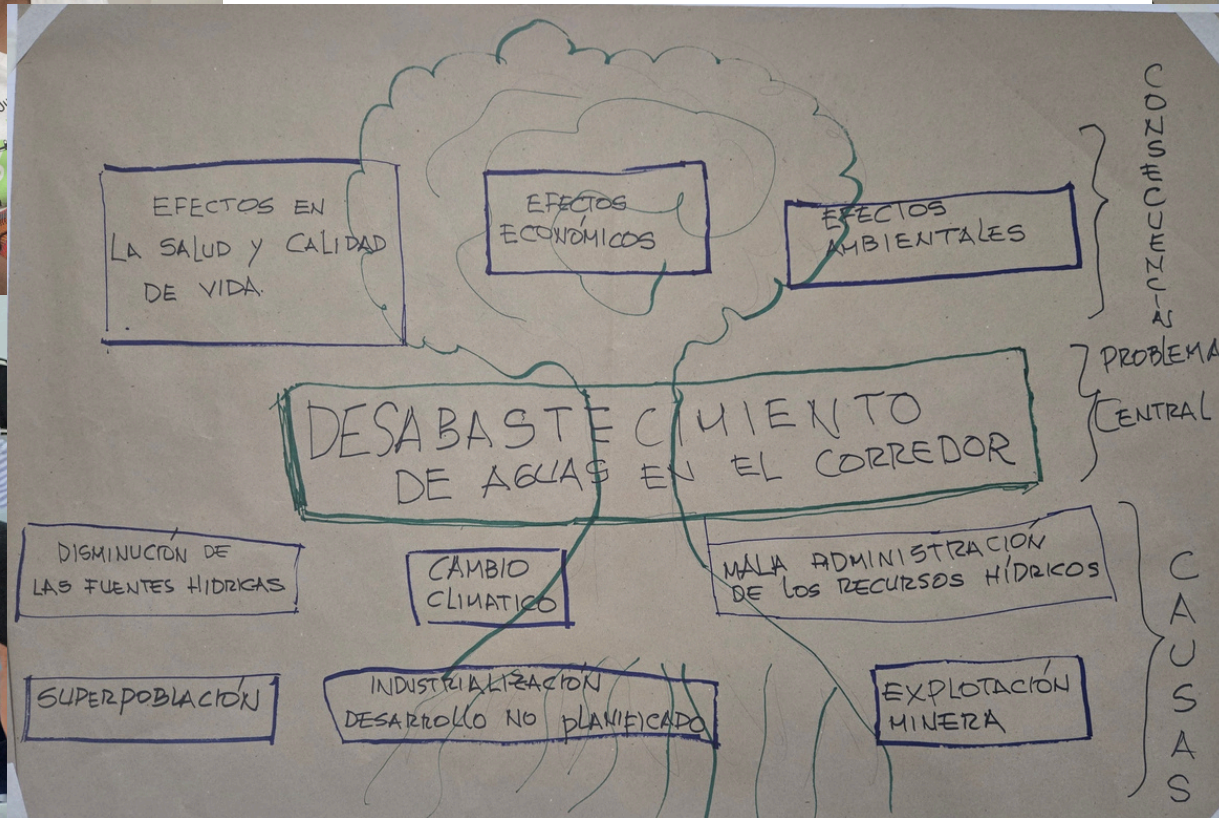 EFECTOS EN
LA SALUD Y CALIDAD
DE VIDA.
EFECTOS
ECONÓMICOS
EFECTOS
AMBIENTALES
CONSECUENCIAS
DESABASTECIMIENTO
DE AGUAS EN EL CORREDOR
PROBLEMA
CENTRAL
DISMINUCIÓN DE
LAS FUENTES HIDRICAS
CAMBIO
CLIMATICO
MALA ADMINISTRACIÓN
DE LOS RECURSOS HÍDRICOS
SUPERPOBLACIÓN
INDUSTRIALIZACIÓN
DESARROLLO NO PLANIFICADO
EXPLOTACIÓN
MINERA
CAUSAS